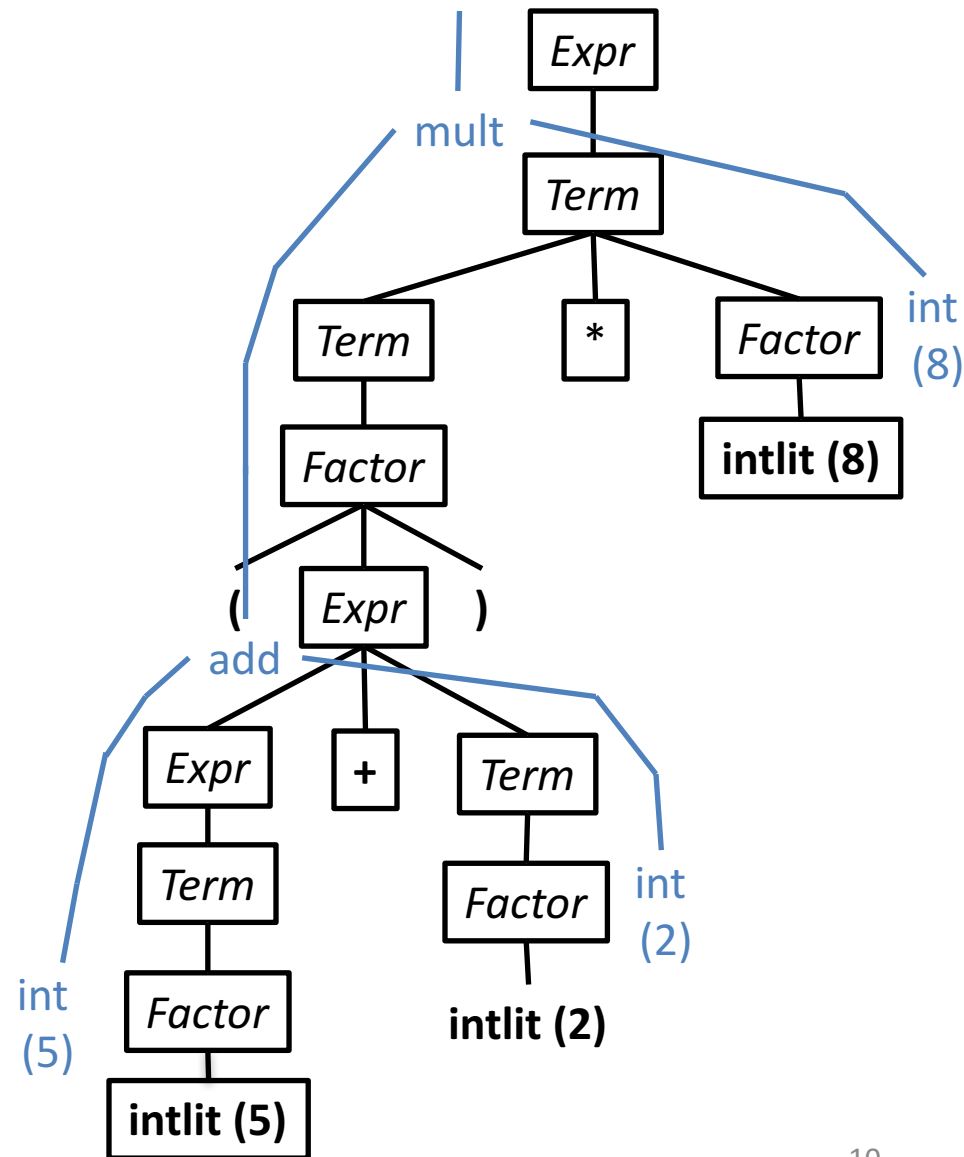 Expr
mult
Term
Term
*
Factor
int
(8)
Factor
intlit (8)
(
Expr
)
add
Expr
+
Term
Term
Factor
int
(2)
int
(5)
Factor
intlit (2)
intlit (5)
10